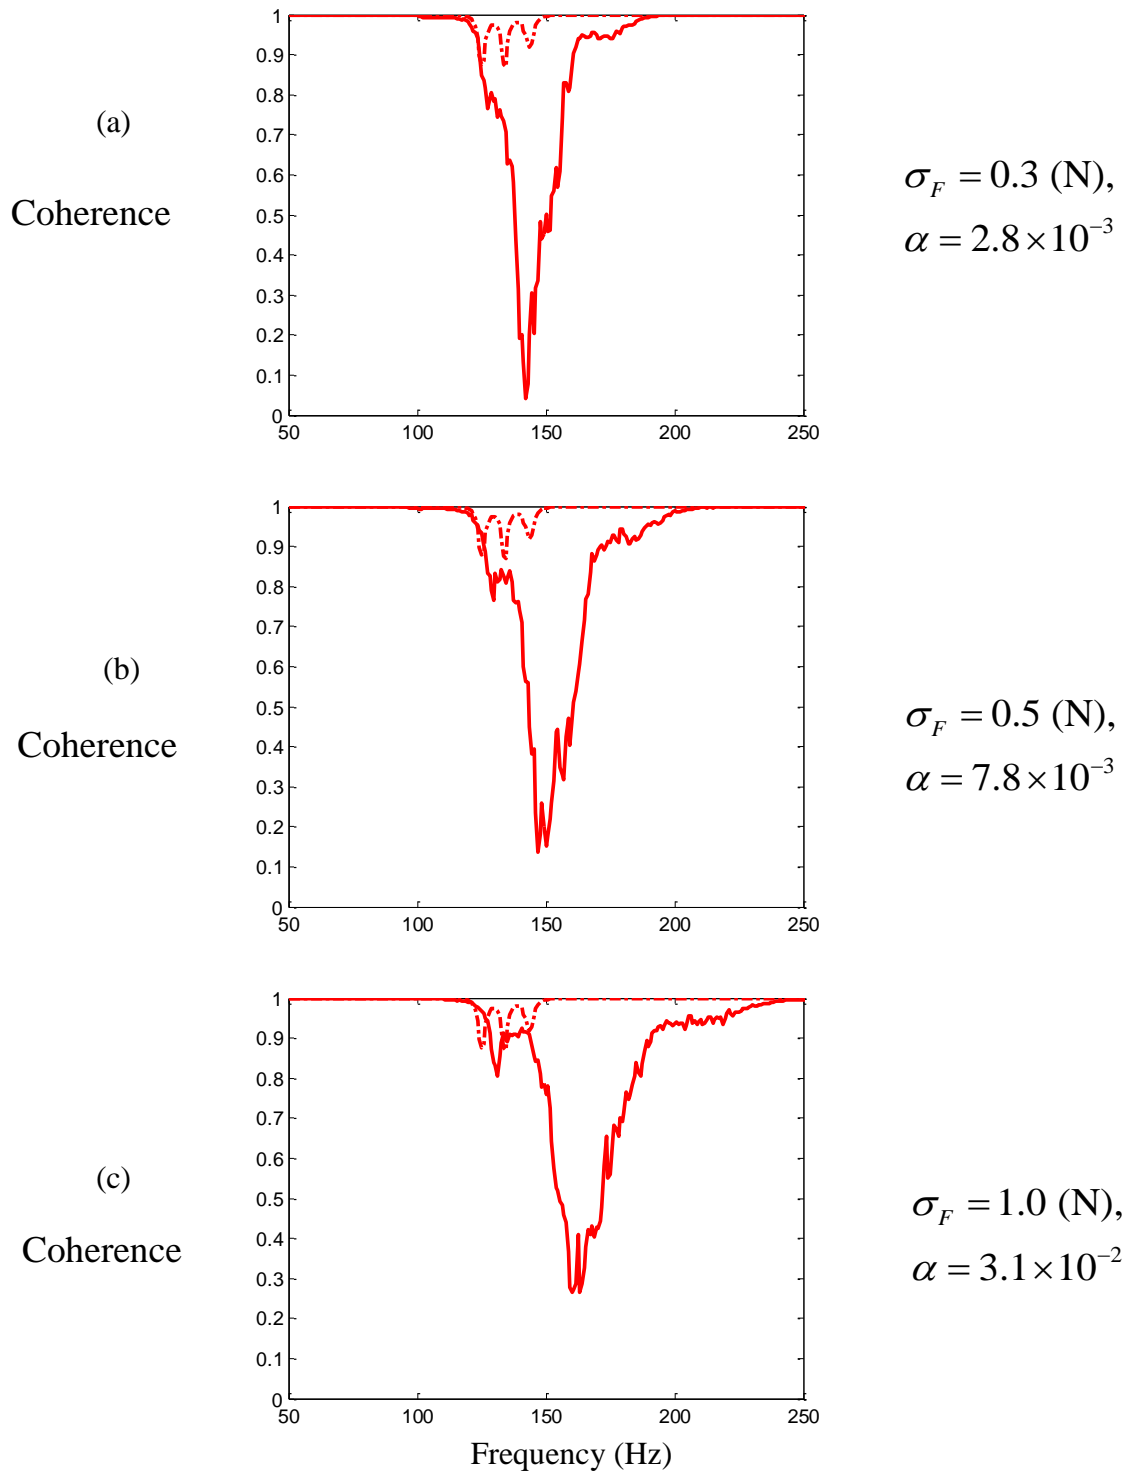 (a)
Coherence
1
0.9
0.8
0.7
0.6
0.5
0.4
0.3
0.2
0.1
0
50 100 150 200 250
σ_F = 0.3 (N),
α = 2.8×10⁻³
(b)
Coherence
1
0.9
0.8
0.7
0.6
0.5
0.4
0.3
0.2
0.1
0
50 100 150 200 250
σ_F = 0.5 (N),
α = 7.8×10⁻³
(c)
Coherence
1
0.9
0.8
0.7
0.6
0.5
0.4
0.3
0.2
0.1
0
50 100 150 200 250
Frequency (Hz)
σ_F = 1.0 (N),
α = 3.1×10⁻²